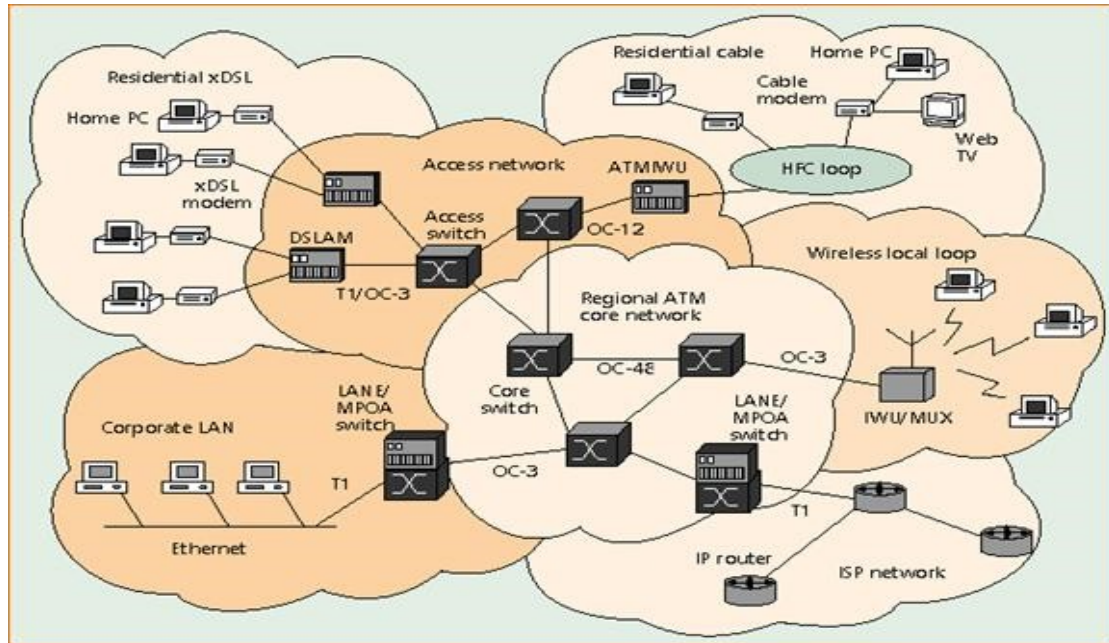 Residential xDSL
Home PC
xDSL
modem
Access network
Access
switch
DSLAM
T1/OC-3
ATMIWU
OC-12
Residential cable
Home PC
Cable
modem
Web
TV
HFC loop
Wireless local loop
Regional ATM
core network
OC-48
OC-3
Core
switch
LANE/
MPOA
switch
IWU/MUX
LANE/
MPOA
switch
Corporate LAN
T1
OC-3
Ethernet
T1
IP router
ISP network